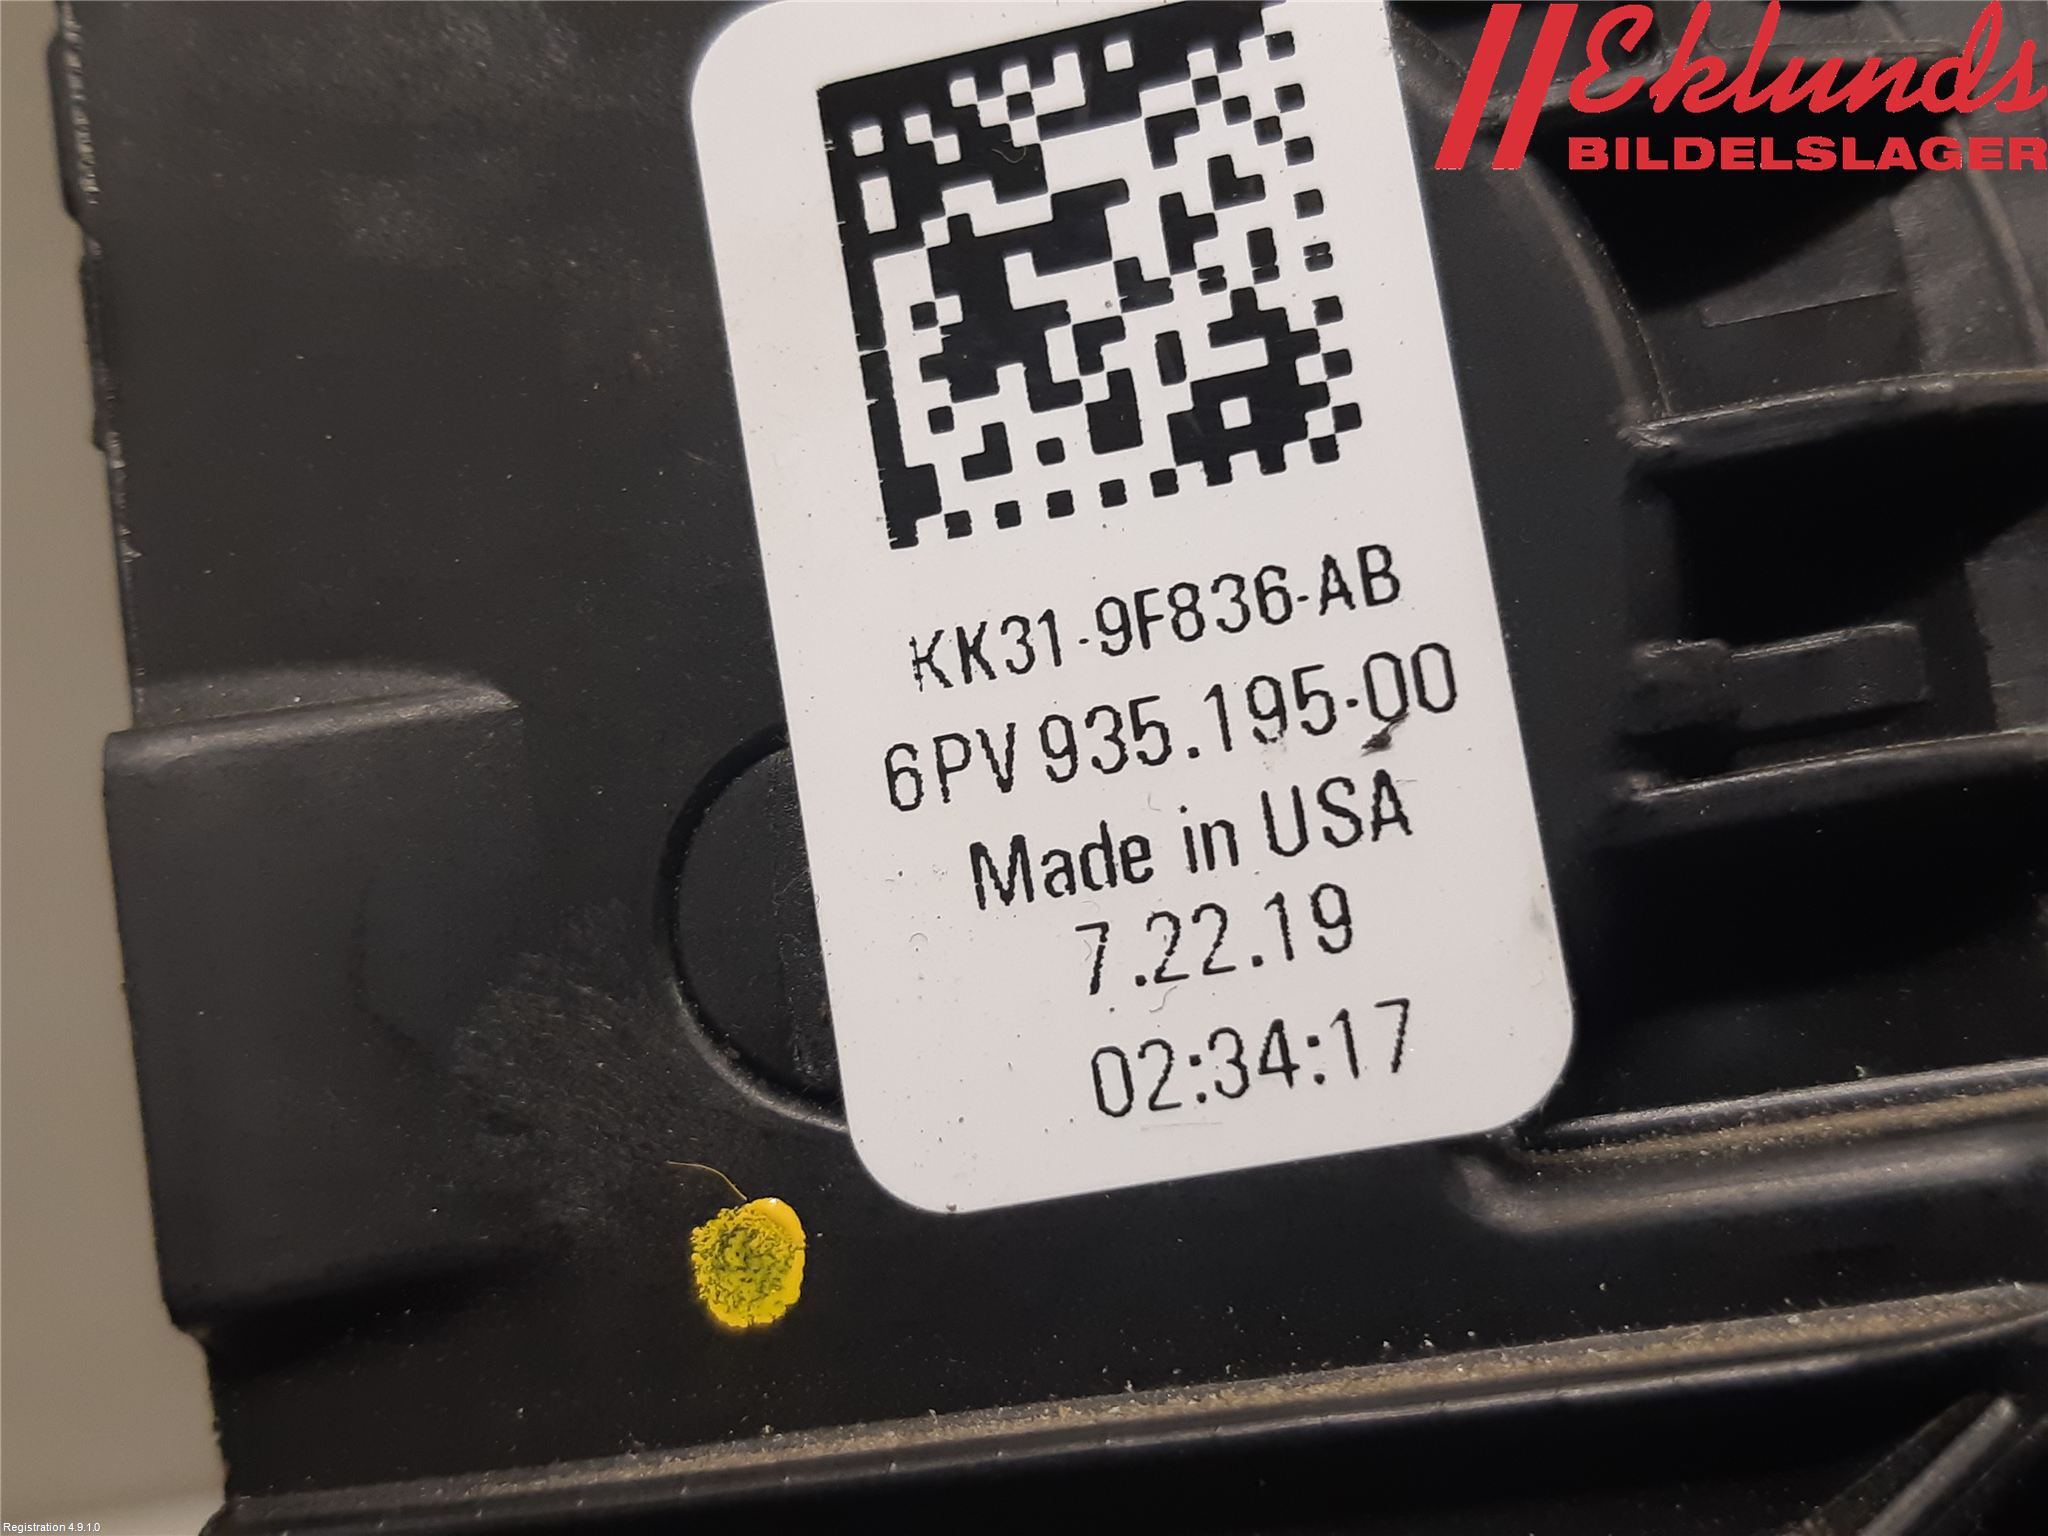 Eklunds
BILDELSLAGER
KK31-9F836-AB
6PV 935.195-00
Made in USA
7.22.19
02:34:17
Registration 4.9.1.0